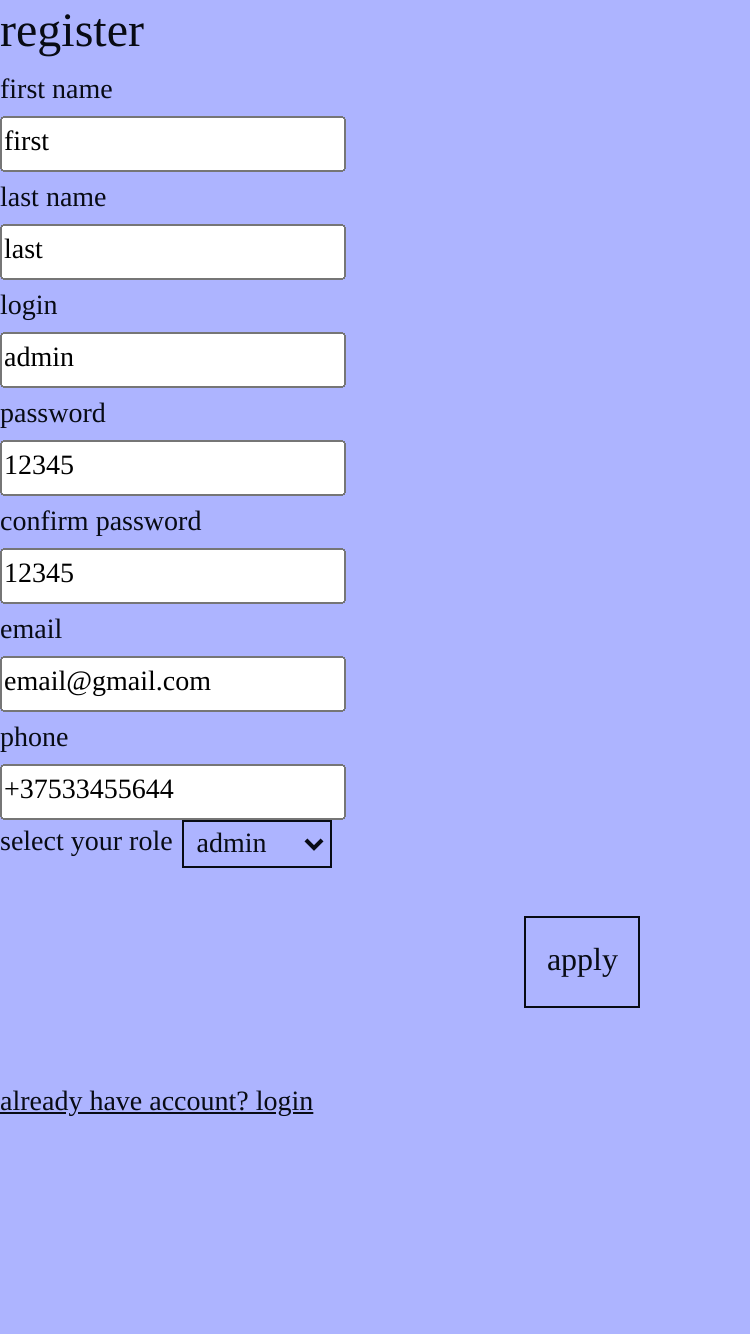 register
first name
first
last name
last
login
admin
password
12345
confirm password
12345
email
email@gmail.com
phone
+37533455644
select your role admin
apply
already have account? login